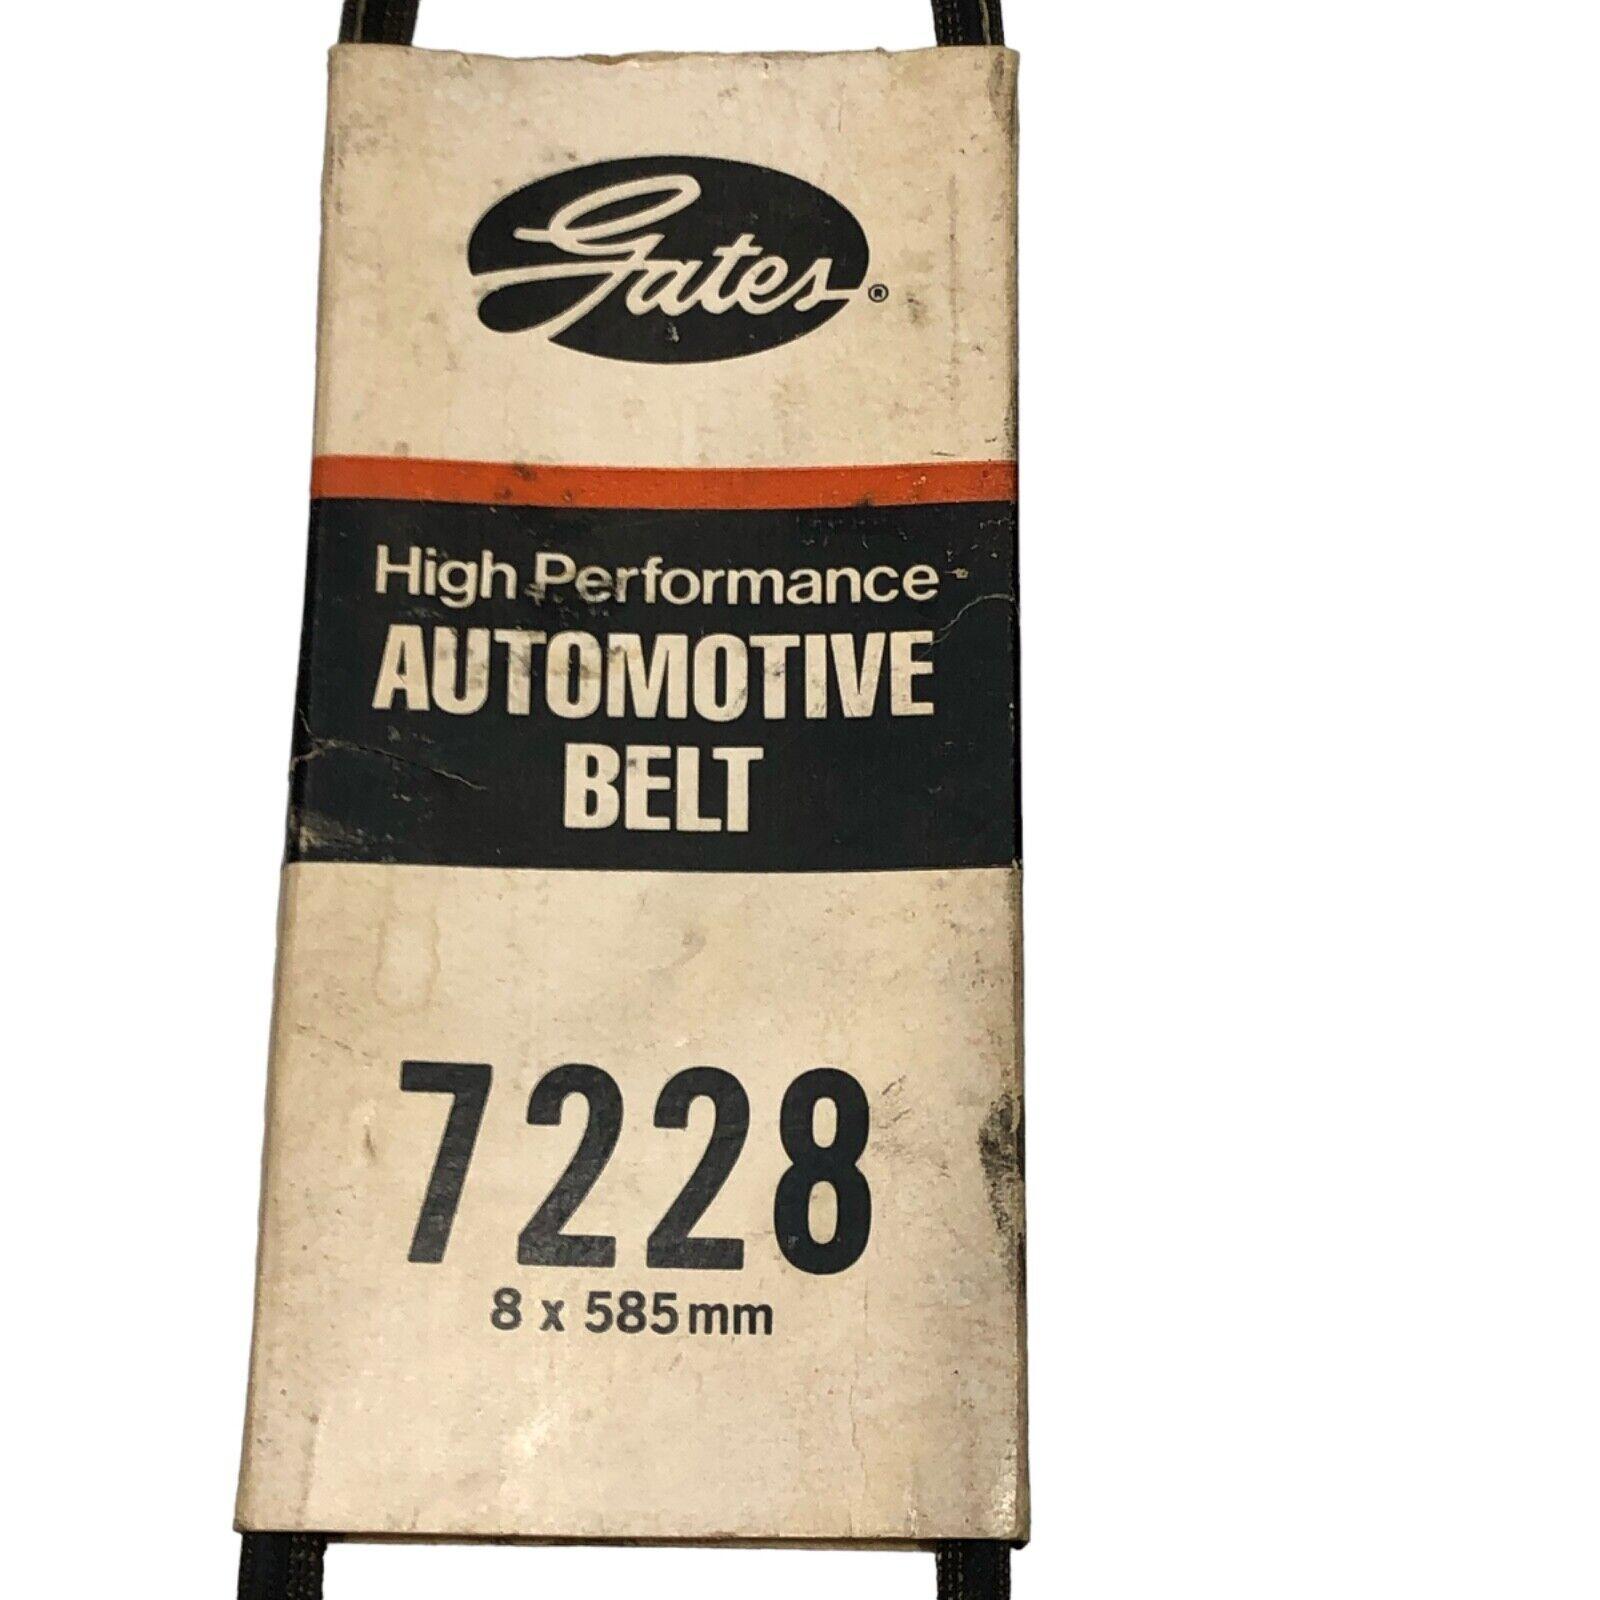 Gates®
High Performance
AUTOMOTIVE
BELT
7228
8 x 585mm